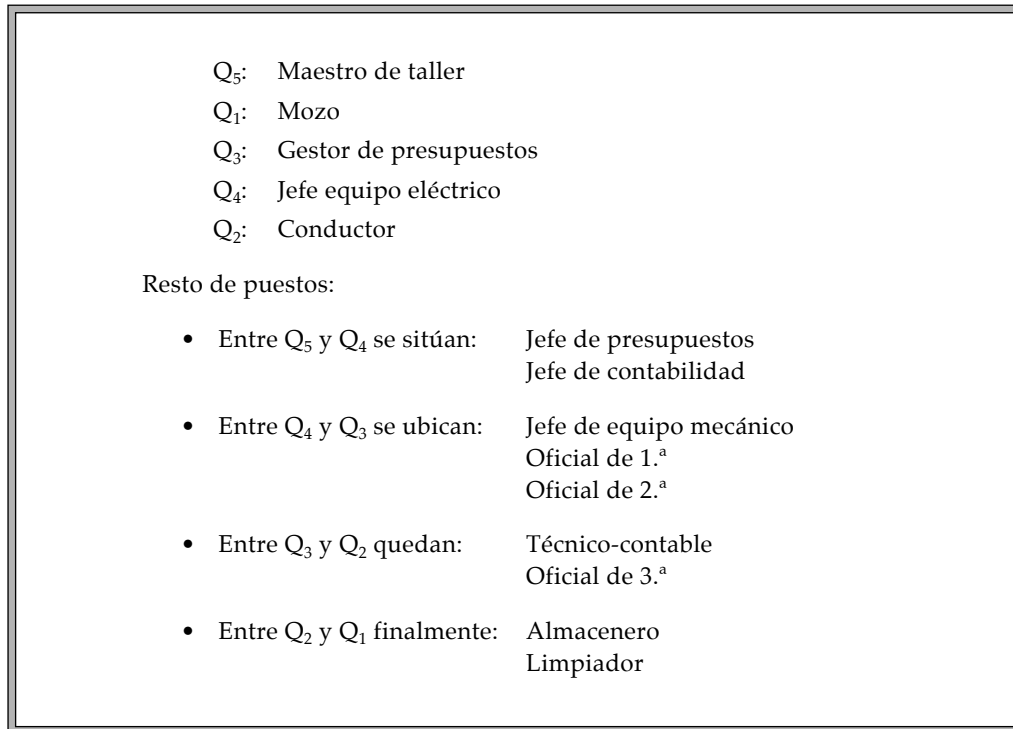 Q₅: Maestro de taller
Q₁: Mozo
Q₃: Gestor de presupuestos
Q₄: Jefe equipo eléctrico
Q₂: Conductor
Resto de puestos:
• Entre Q₅ y Q₄ se sitúan: Jefe de presupuestos
Jefe de contabilidad
• Entre Q₄ y Q₃ se ubican: Jefe de equipo mecánico
Oficial de 1.ª
Oficial de 2.ª
• Entre Q₃ y Q₂ quedan: Técnico-contable
Oficial de 3.ª
• Entre Q₂ y Q₁ finalmente: Almacenero
Limpiador